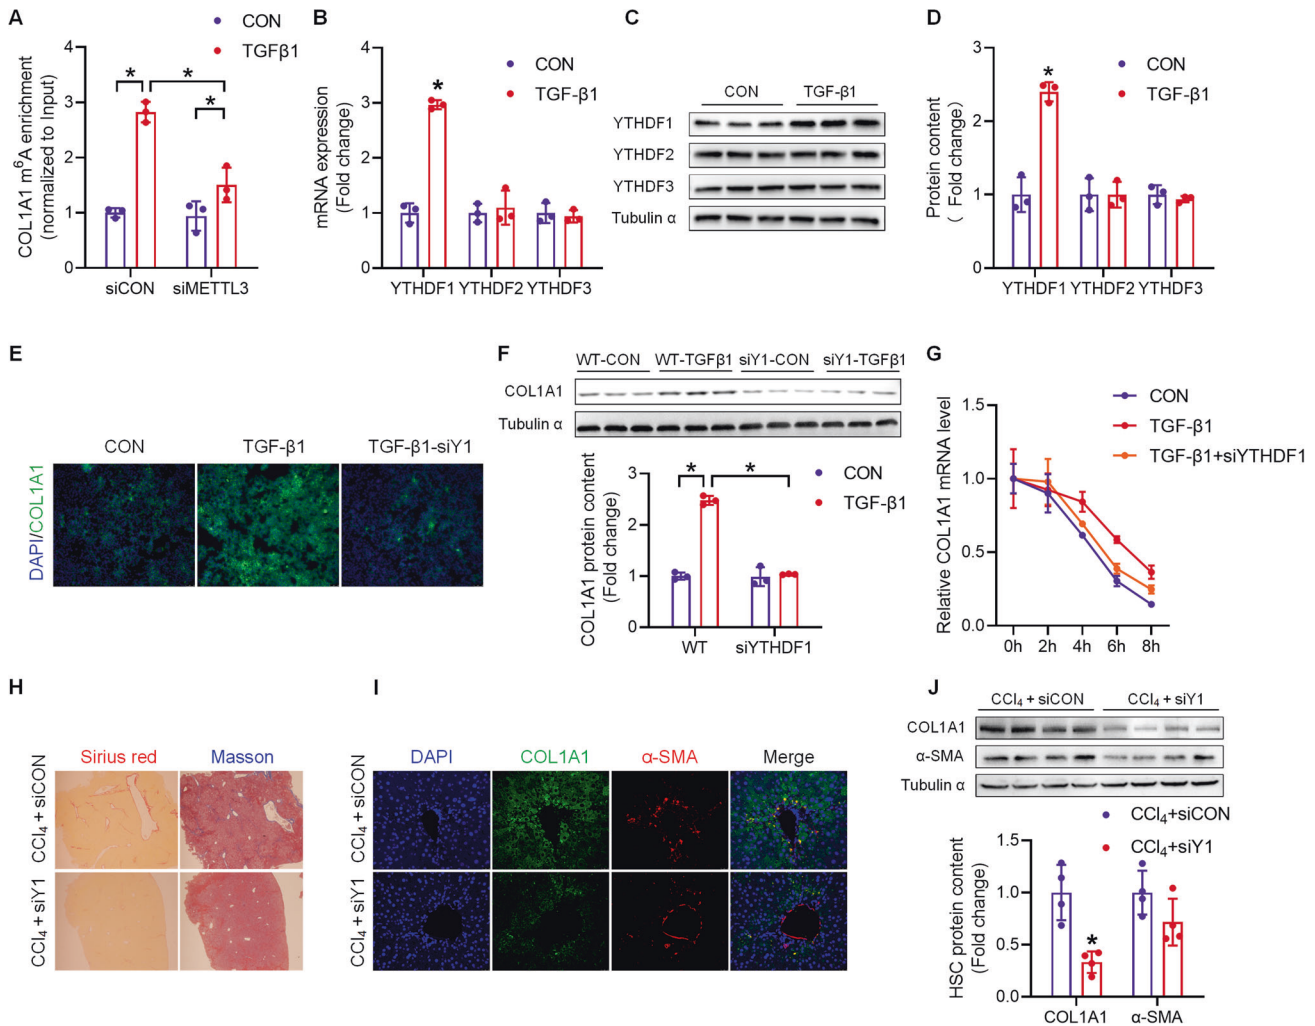 A
CON
TGFβ1
COL1A1 m⁶A enrichment
(normalized to Input)
4
3
2
1
0
*
*
*
siCON
siMETTL3
B
CON
TGF-β1
mRNA expression
(Fold change)
4
3
2
1
0
*
YTHDF1 YTHDF2 YTHDF3
C
CON
TGF-β1
YTHDF1
YTHDF2
YTHDF3
Tubulin α
D
CON
TGF-β1
Protein content
( Fold change)
3
2
1
0
*
YTHDF1 YTHDF2 YTHDF3
E
CON
TGF-β1
TGF-β1-siY1
DAPI/COL1A1
F
WT-CON
WT-TGFβ1
siY1-CON
siY1-TGFβ1
COL1A1
Tubulin α
CON
TGF-β1
COL1A1 protein content
(Fold change)
3
2
1
0
*
*
WT
siYTHDF1
G
CON
TGF-β1
TGF-β1+siYTHDF1
Relative COL1A1 mRNA level
1.5
1.0
0.5
0.0
0h
2h
4h
6h
8h
H
Sirius red
Masson
CCl₄ + siCON
CCl₄ + siY1
I
DAPI
COL1A1
α-SMA
Merge
CCl₄ + siCON
CCl₄ + siY1
J
CCl₄ + siCON
CCl₄ + siY1
COL1A1
α-SMA
Tubulin α
CCl₄+siCON
CCl₄+siY1
HSC protein content
(Fold change)
1.5
1.0
0.5
0.0
*
COL1A1
α-SMA